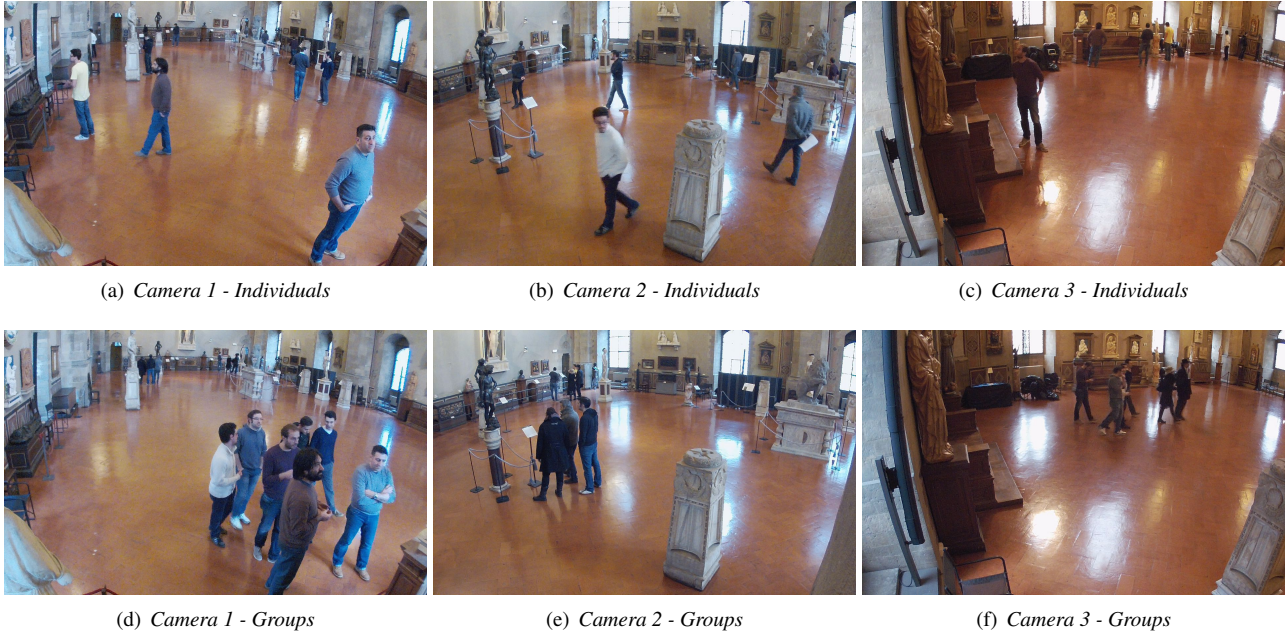 (a) Camera 1 - Individuals
(b) Camera 2 - Individuals
(c) Camera 3 - Individuals
(d) Camera 1 - Groups
(e) Camera 2 - Groups
(f) Camera 3 - Groups